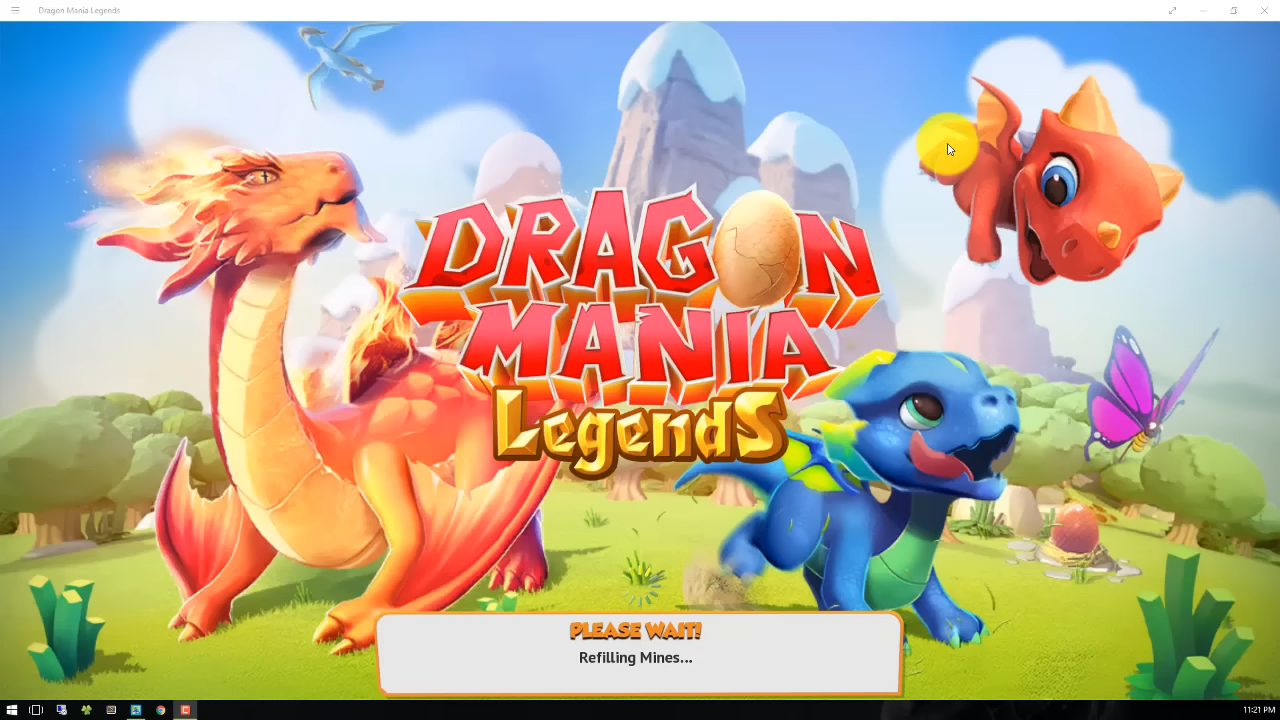 Dragon Mania Legends
DRAGON
MANIA
Legends
PLEASE WAIT!
Refilling Mines...
11:21 PM